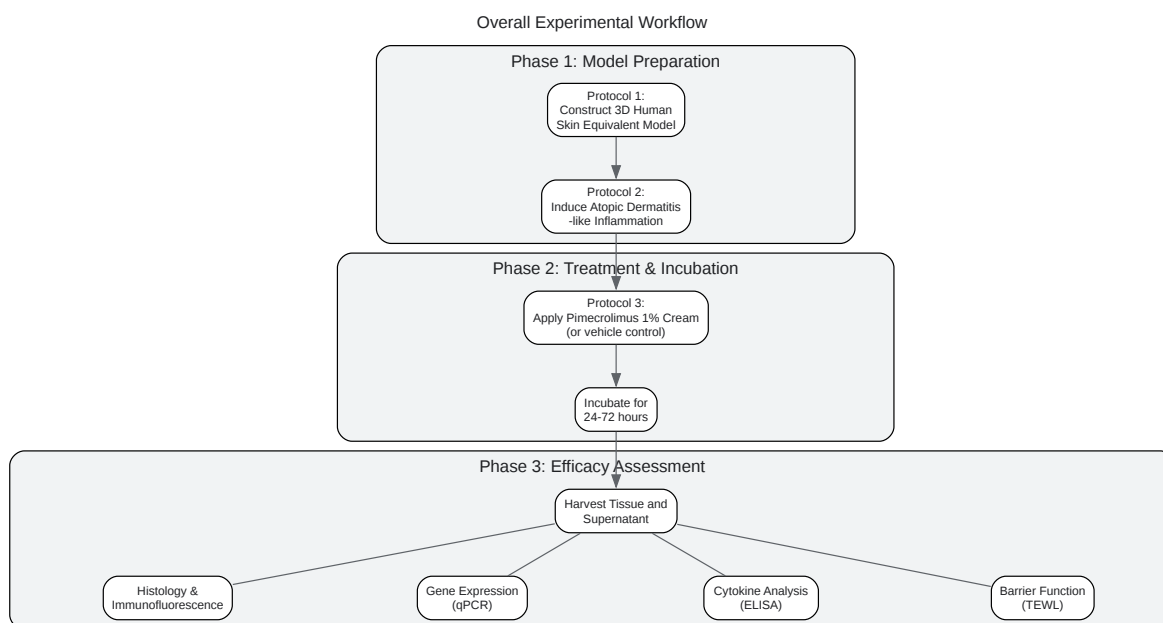 Overall Experimental Workflow
Phase 1: Model Preparation
Protocol 1:
Construct 3D Human
Skin Equivalent Model
Protocol 2:
Induce Atopic Dermatitis
-like Inflammation
Phase 2: Treatment & Incubation
Protocol 3:
Apply Pimecrolimus 1% Cream
(or vehicle control)
Incubate for
24-72 hours
Phase 3: Efficacy Assessment
Harvest Tissue and
Supernatant
Histology &
Immunofluorescence
Gene Expression
(qPCR)
Cytokine Analysis
(ELISA)
Barrier Function
(TEWL)